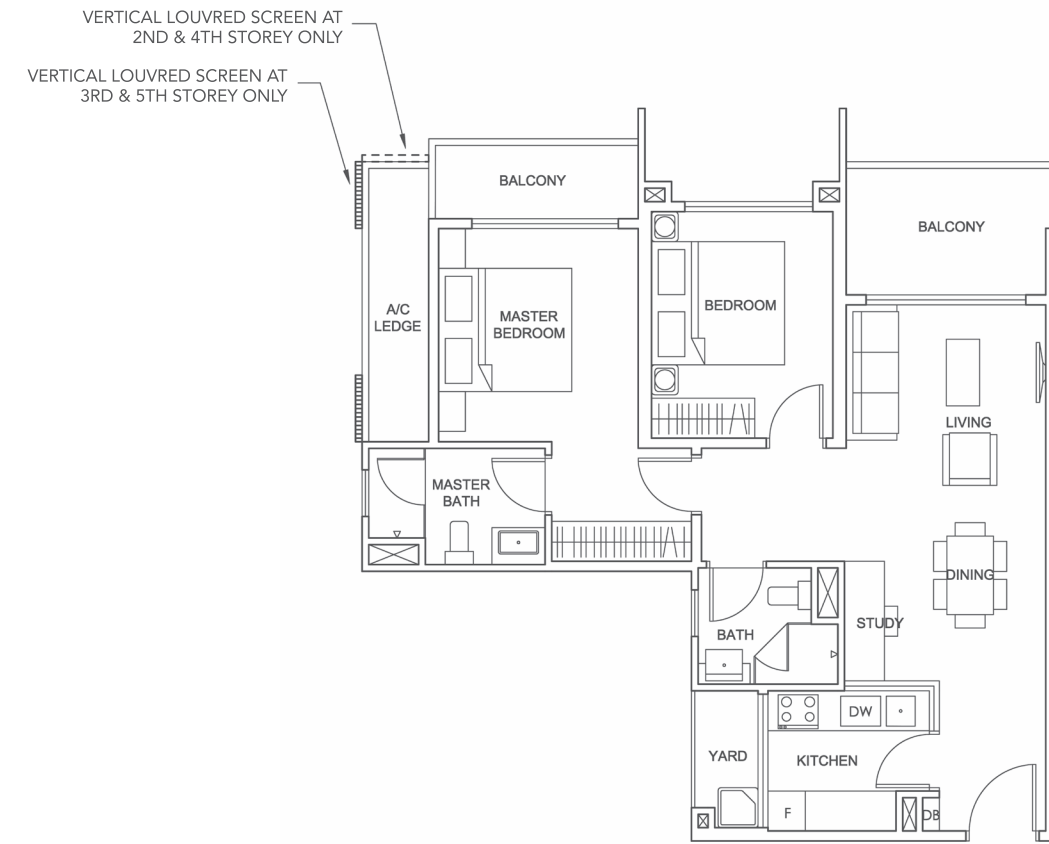 VERTICAL LOUVRED SCREEN AT
2ND & 4TH STOREY ONLY
VERTICAL LOUVRED SCREEN AT
3RD & 5TH STOREY ONLY
BALCONY
BALCONY
A/C
LEDGE
MASTER
BEDROOM
BEDROOM
LIVING
MASTER
BATH
DINING
STUDY
BATH
DW
YARD
KITCHEN
F
DB